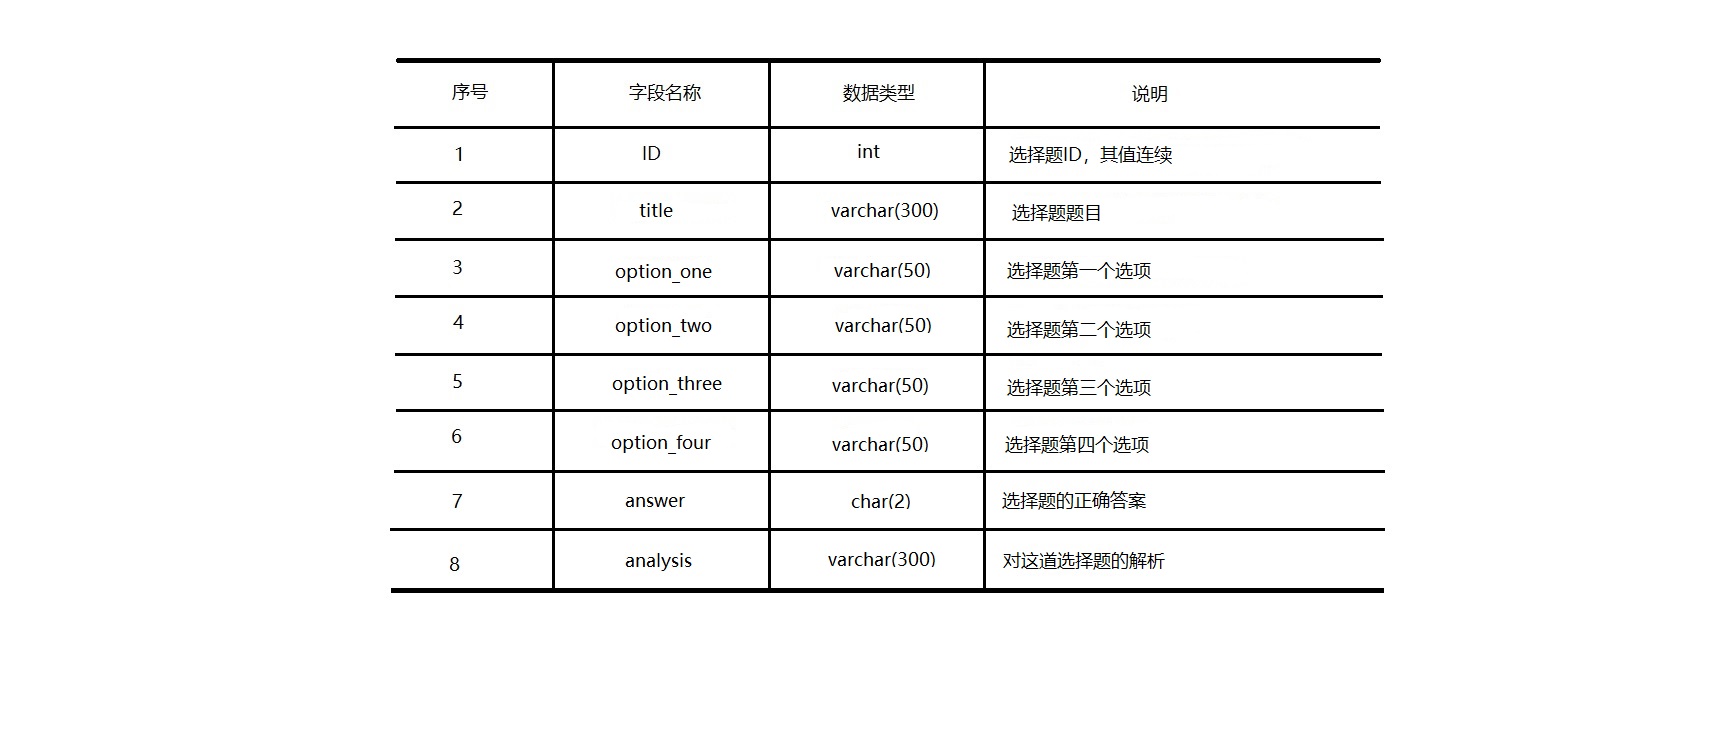 序号 字段名称 数据类型 说明
1 ID int 选择题ID，其值连续
2 title varchar(300) 选择题题目
3 option_one varchar(50) 选择题第一个选项
4 option_two varchar(50) 选择题第二个选项
5 option_three varchar(50) 选择题第三个选项
6 option_four varchar(50) 选择题第四个选项
7 answer char(2) 选择题的正确答案
8 analysis varchar(300) 对这道选择题的解析